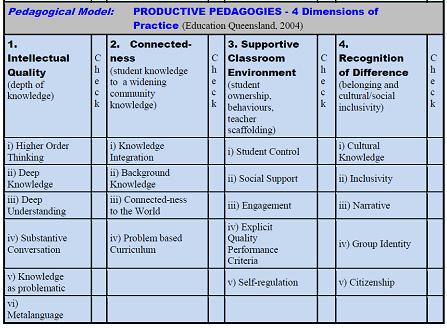 Pedagogical Model: PRODUCTIVE PEDAGOGIES - 4 Dimensions of
Practice (Education Queensland, 2004)
1.
Intellectual
Quality
(depth of
knowledge)
C
h
e
c
k
2. Connected-
ness
(student knowledge
to a widening
community
knowledge)
C
h
e
c
k
3. Supportive
Classroom
Environment
(student
ownership,
behaviours,
teacher
scaffolding)
C
h
e
c
k
4.
Recognition
of Difference
(belonging and
cultural/social
inclusivity)
C
h
e
c
k
i) Higher Order
Thinking
i) Knowledge
Integration
i) Student Control
i) Cultural
Knowledge
ii) Deep
Knowledge
ii) Background
Knowledge
ii) Social Support
ii) Inclusivity
iii) Deep
Understanding
iii) Connected-ness
to the World
iii) Engagement
iii) Narrative
iv) Substantive
Conversation
iv) Problem based
Curriculum
iv) Explicit
Quality
Performance
Criteria
iv) Group Identity
v) Knowledge
as problematic
v) Self-regulation
v) Citizenship
vi)
Metalanguage